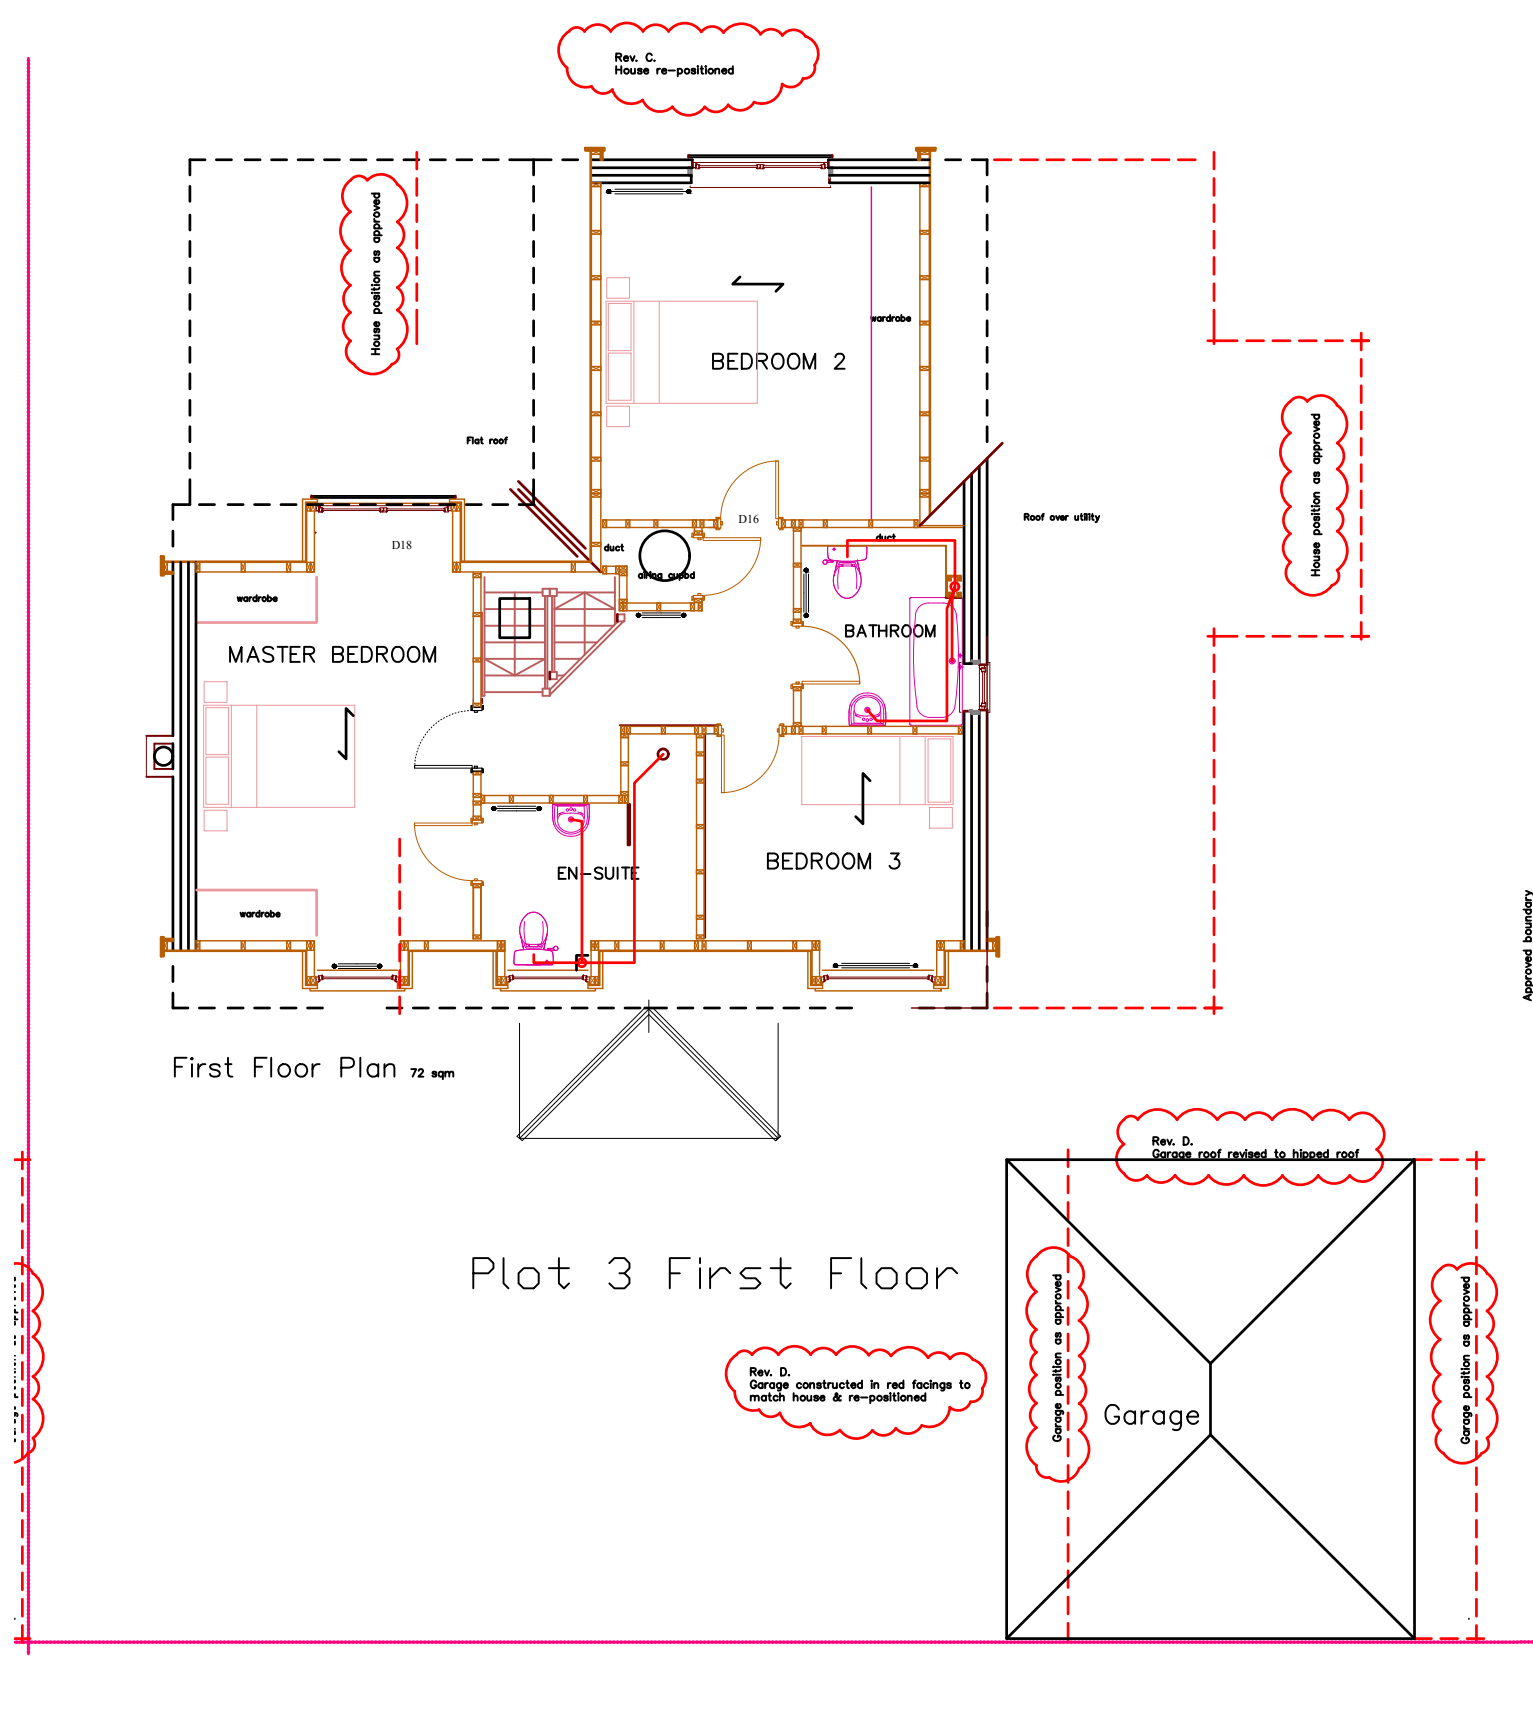 Rev. C.
House re-positioned
House position as approved
wardrobe
BEDROOM 2
Flat roof
House position as approved
Roof over utility
D16
D18
duct
duct
airing cupbd
wardrobe
BATHROOM
MASTER BEDROOM
BEDROOM 3
EN-SUITE
wardrobe
Approved boundary
First Floor Plan 72 sqm
Rev. D.
Garage roof revised to hipped roof
Plot 3 First Floor
Garage position as approved
Garage position as approved
Rev. D.
Garage constructed in red facings to
match house & re-positioned
Garage